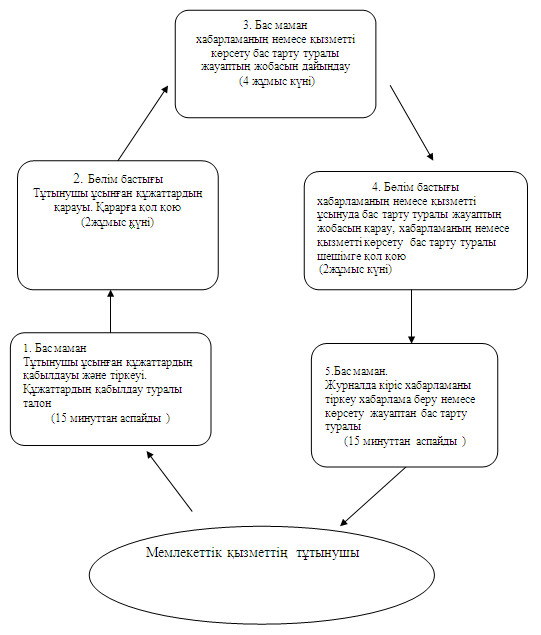 3. Бас маман
хабарламаның немесе қызметті
көрсету бас тарту туралы
жауаптың жобасын дайындау
(4 жұмыс күні)
2. Бөлім бастығы
Тұтынушы ұсынған құжаттардың
қарауы. Қарарға қол қою
(2жұмыс күні)
4. Бөлім бастығы
хабарламаның немесе қызметті
ұсынуда бас тарту туралы жауаптың
жобасын қарау, хабарламаның немесе
қызметті көрсету бас тарту туралы
шешімге қол қою
(2жұмыс күні)
1. Бас маман
Тұтынушы ұсынған құжаттардың
қабылдауы және тіркеуі.
Құжаттардың қабылдау туралы
талон
(15 минуттан аспайды )
5.Бас маман.
Журналда кіріс хабарламаны
тіркеу хабарлама беру немесе
көрсету жауаптан бас тарту
туралы
(15 минуттан аспайды )
Мемлекеттік қызметтің тұтынушы